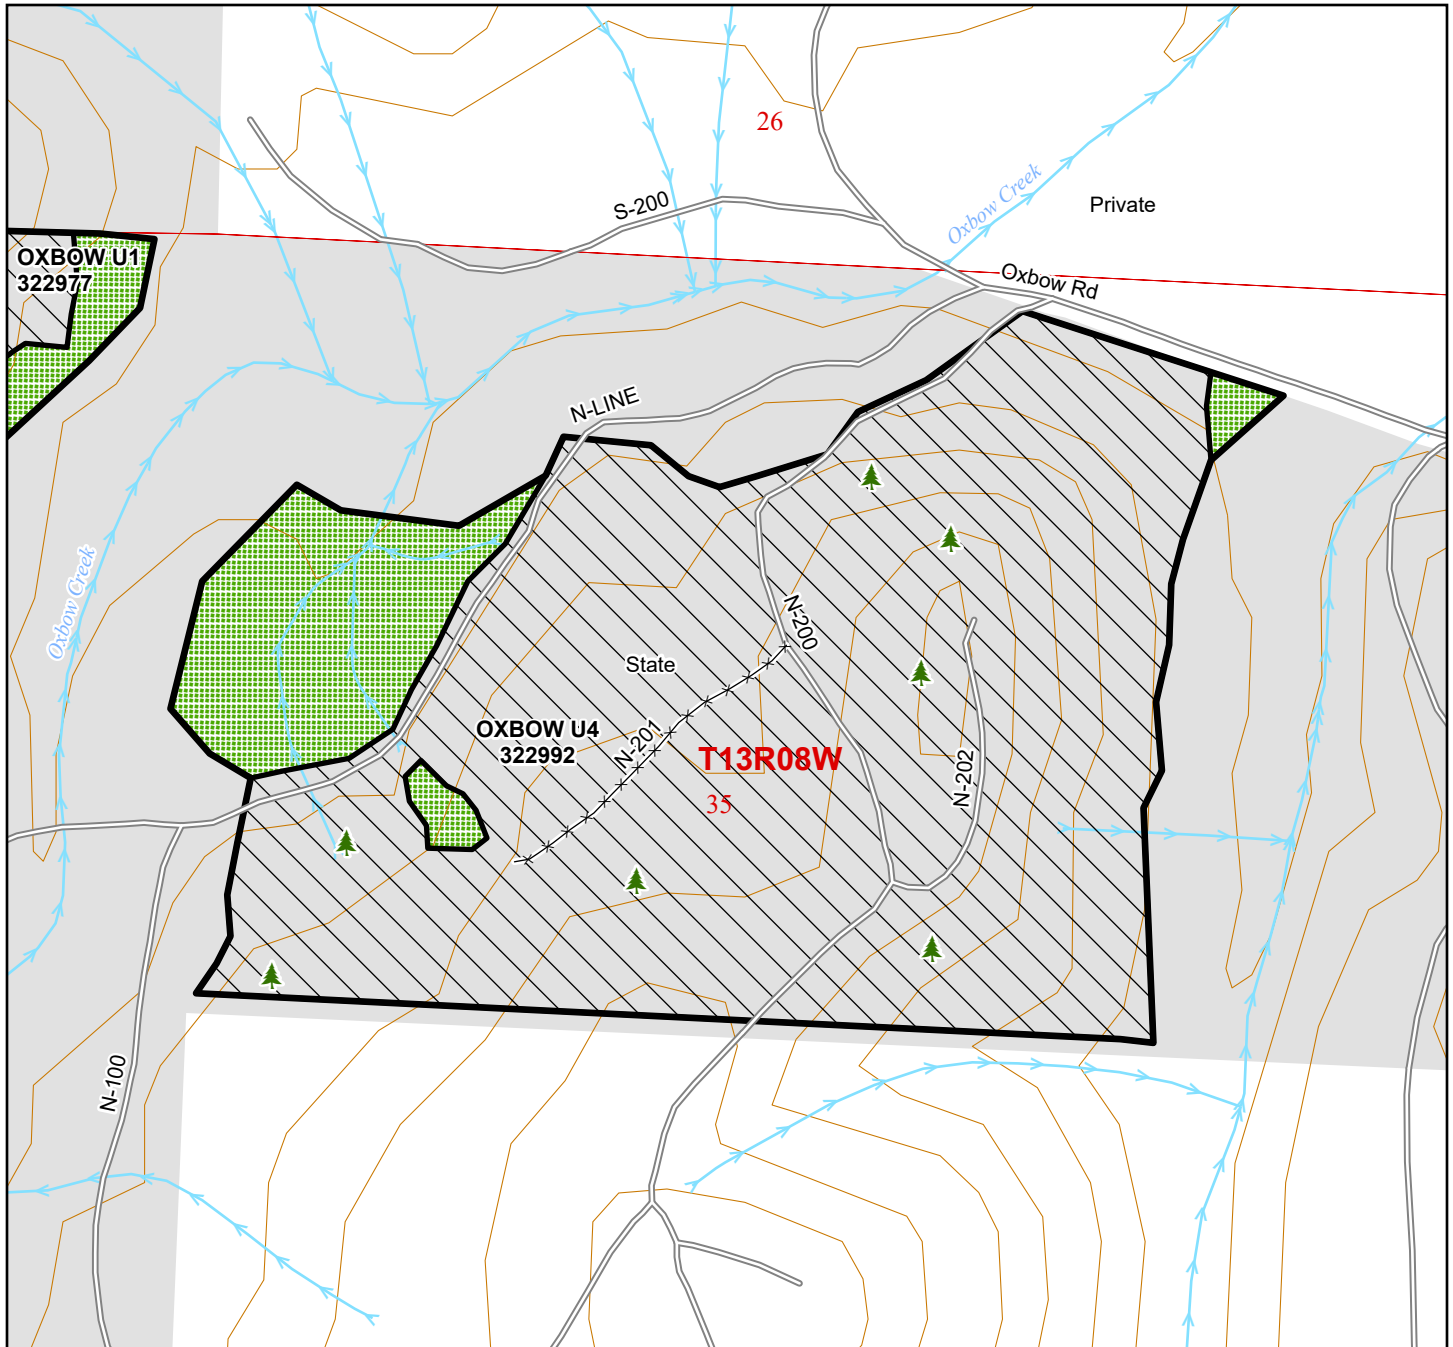 26
Oxbow Creek
Private
S-200
OXBOW U1
322977
Oxbow Rd
N-LINE
Oxbow Creek
N-200
State
OXBOW U4
322992
N-201
T13R08W
N-202
35
N-100